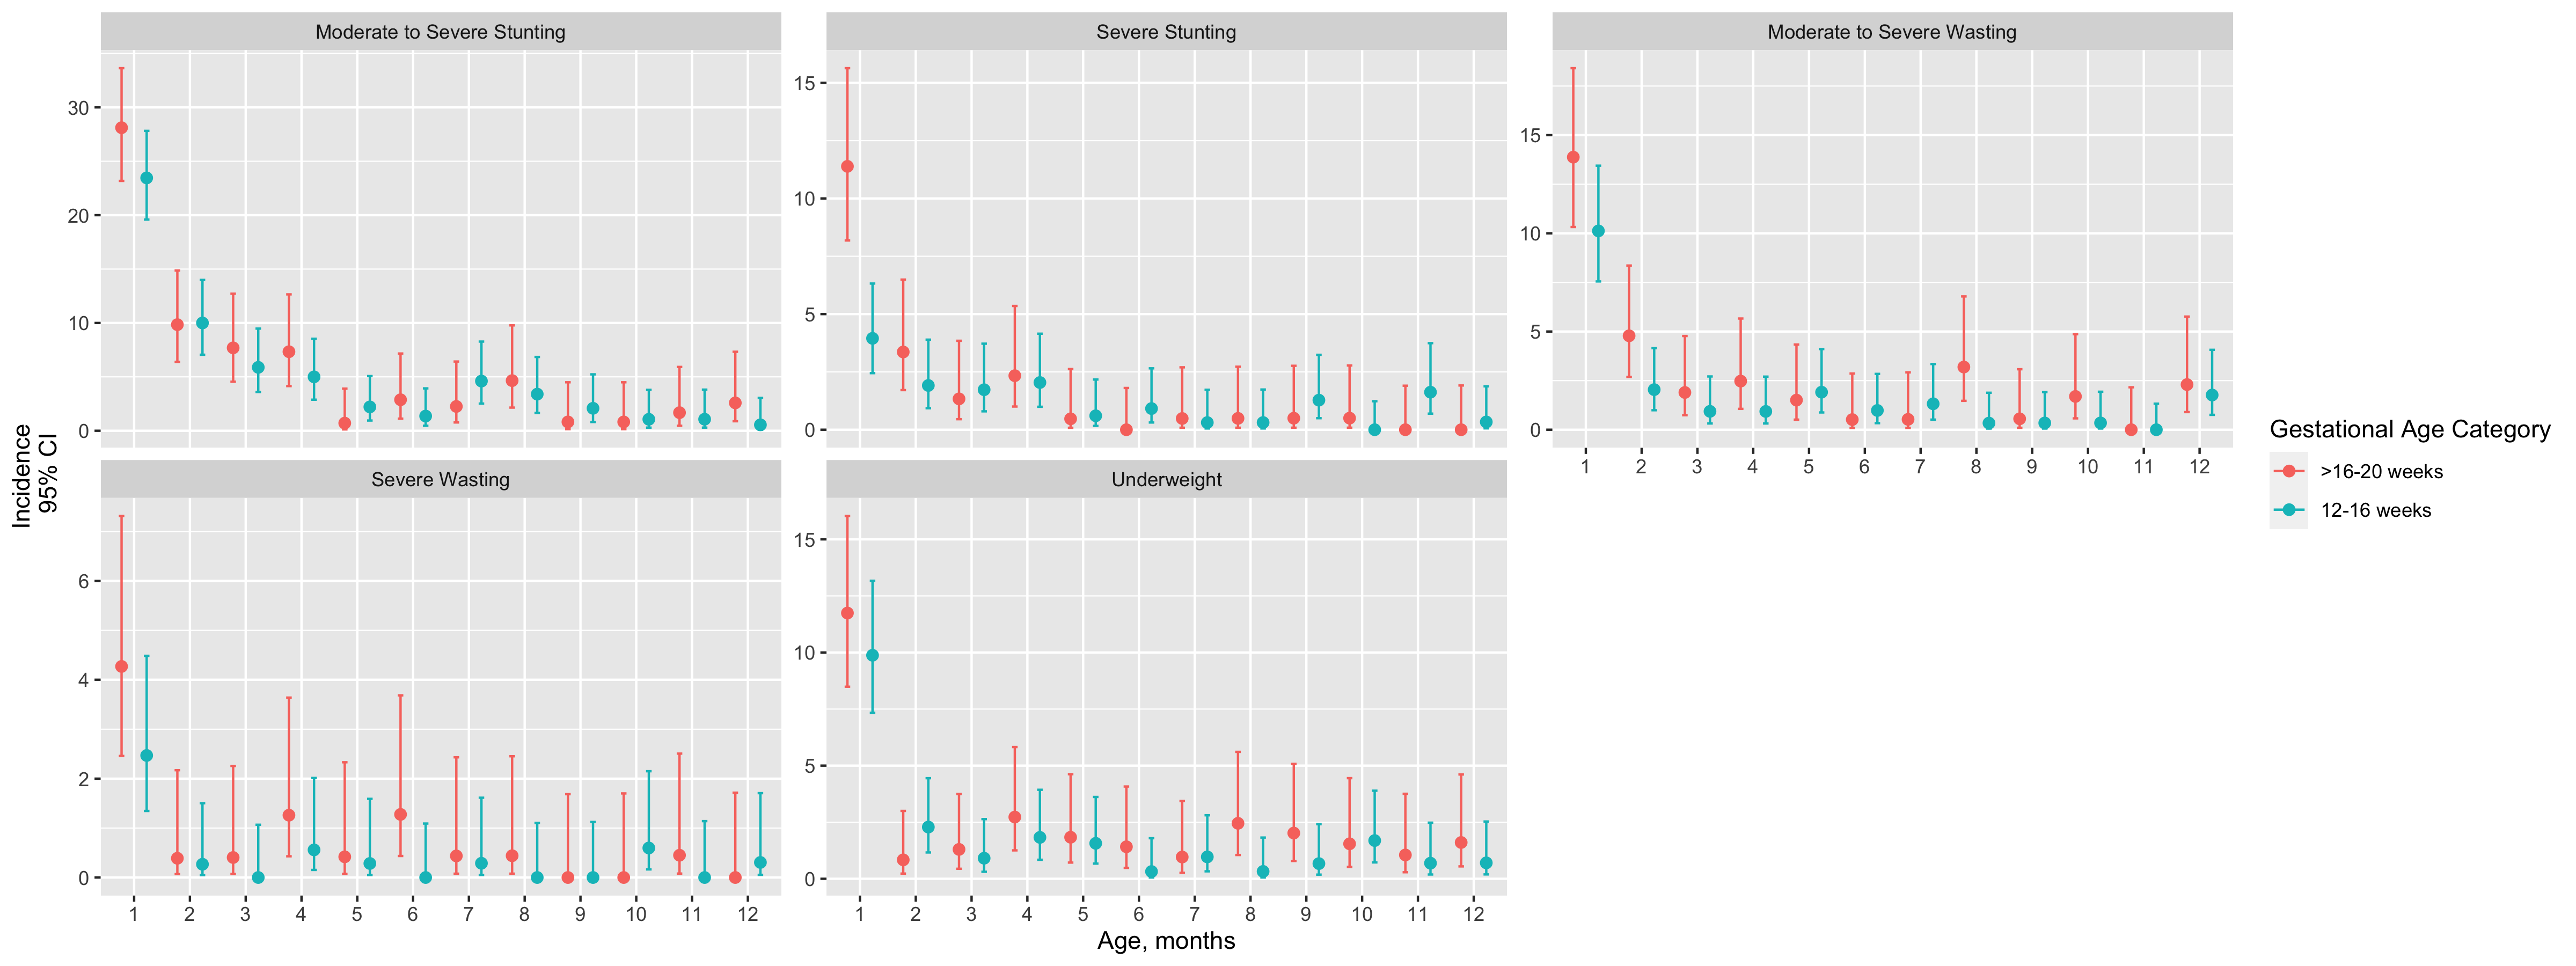 Moderate to Severe Stunting
Severe Stunting
Moderate to Severe Wasting
30
20
10
0
15
10
5
0
15
10
5
0
1 2 3 4 5 6 7 8 9 10 11 12
Severe Wasting
Underweight
6
4
2
0
15
10
5
0
1 2 3 4 5 6 7 8 9 10 11 12
1 2 3 4 5 6 7 8 9 10 11 12
Incidence
95% CI
Age, months
Gestational Age Category
>16-20 weeks
12-16 weeks